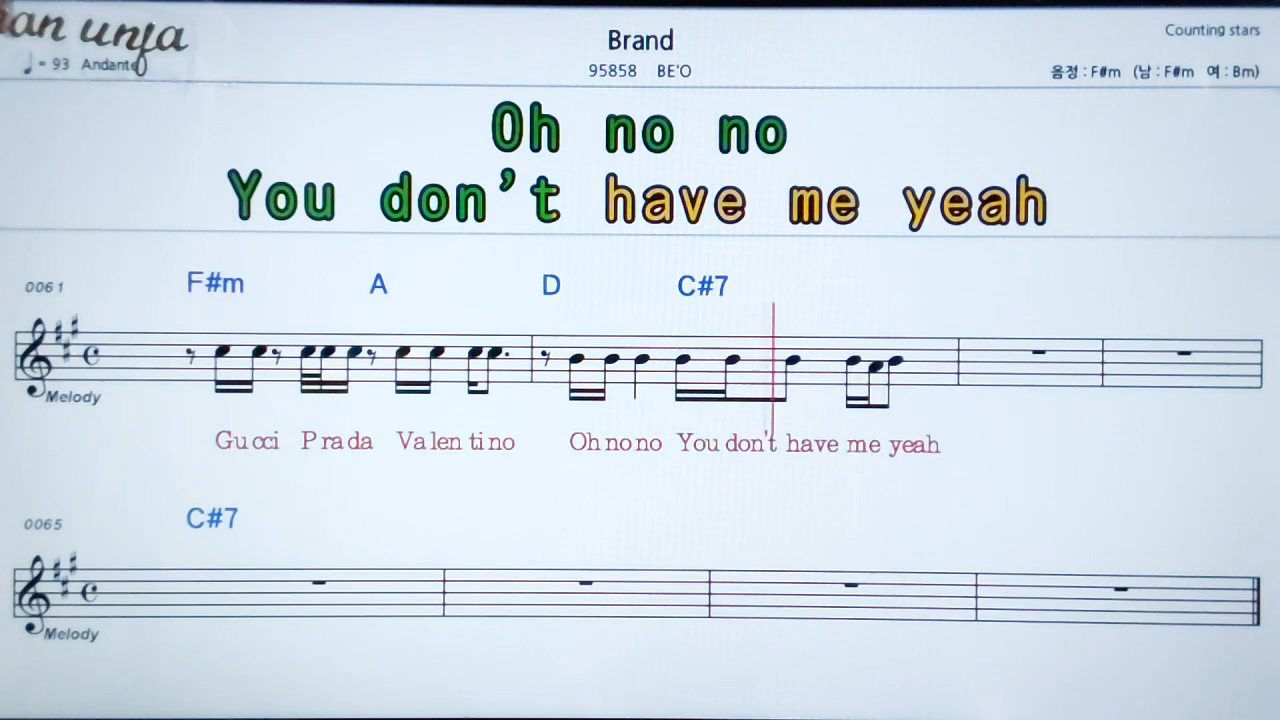 an unja
Counting stars
Brand
♩= 93 Andante
95858 BE'O
음정 : F#m (남 : F#m 여 : Bm)
Oh no no
You don't have me yeah
0061
F#m A D C#7
Melody
Gucci Prada Valentino Oh no no You don't have me yeah
0065
C#7
Melody